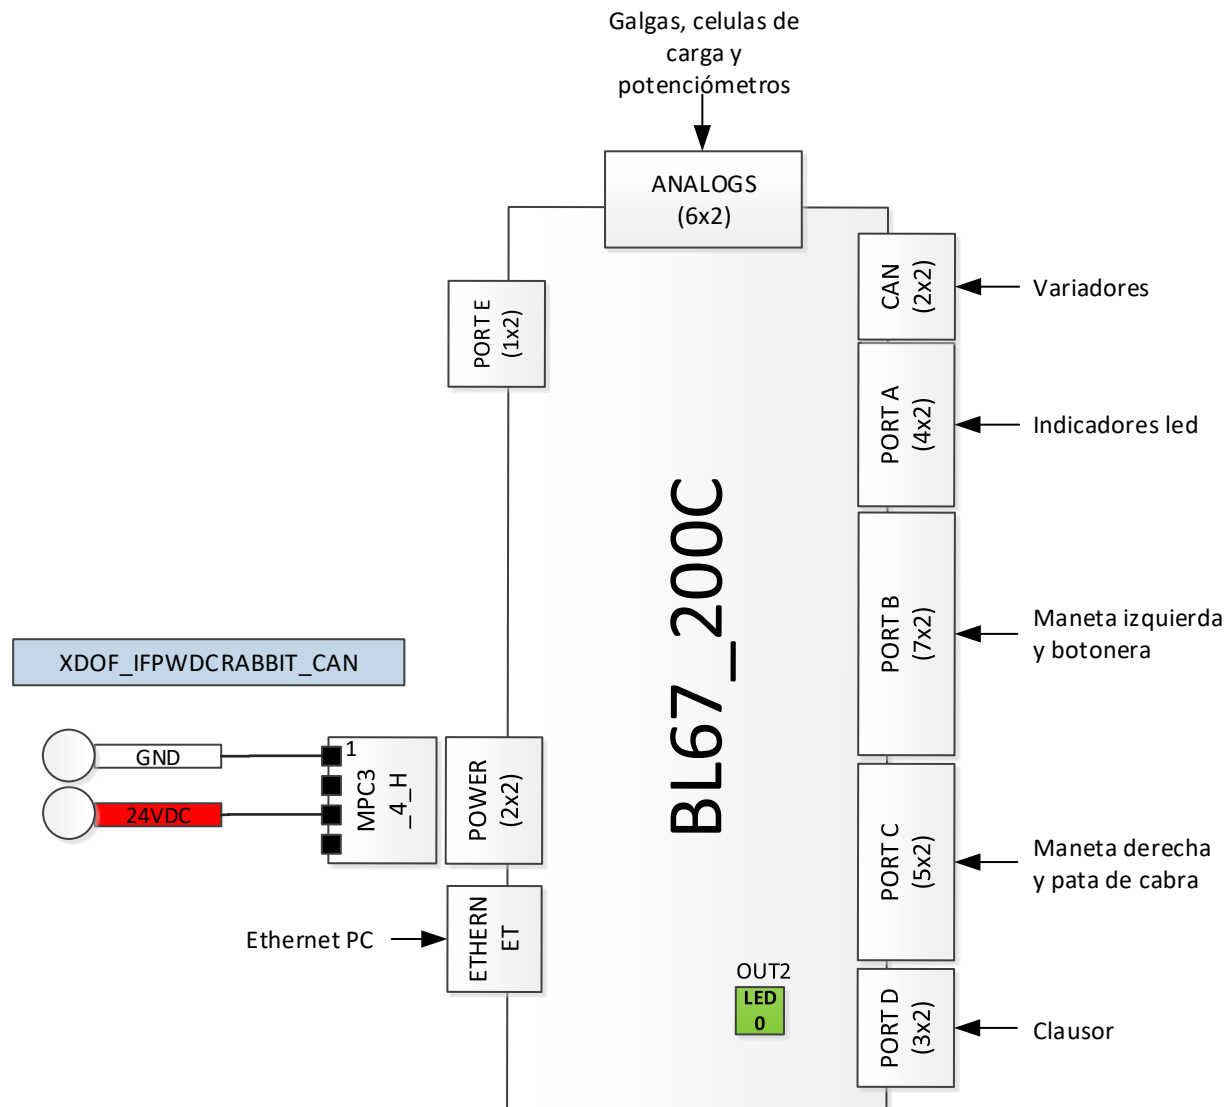 Galgas, celulas de
carga y
potenciómetros
ANALOGS
(6x2)
CAN
(2x2)
Variadores
PORT E
(1x2)
PORT A
(4x2)
Indicadores led
BL67_200C
PORT B
(7x2)
Maneta izquierda
y botonera
XDOF_IFPWDCRABBIT_CAN
GND
24VDC
1
MPC3
_4_H
POWER
(2x2)
PORT C
(5x2)
Maneta derecha
y pata de cabra
Ethernet PC
ETHERN
ET
OUT2
LED
0
PORT D
(3x2)
Clausor